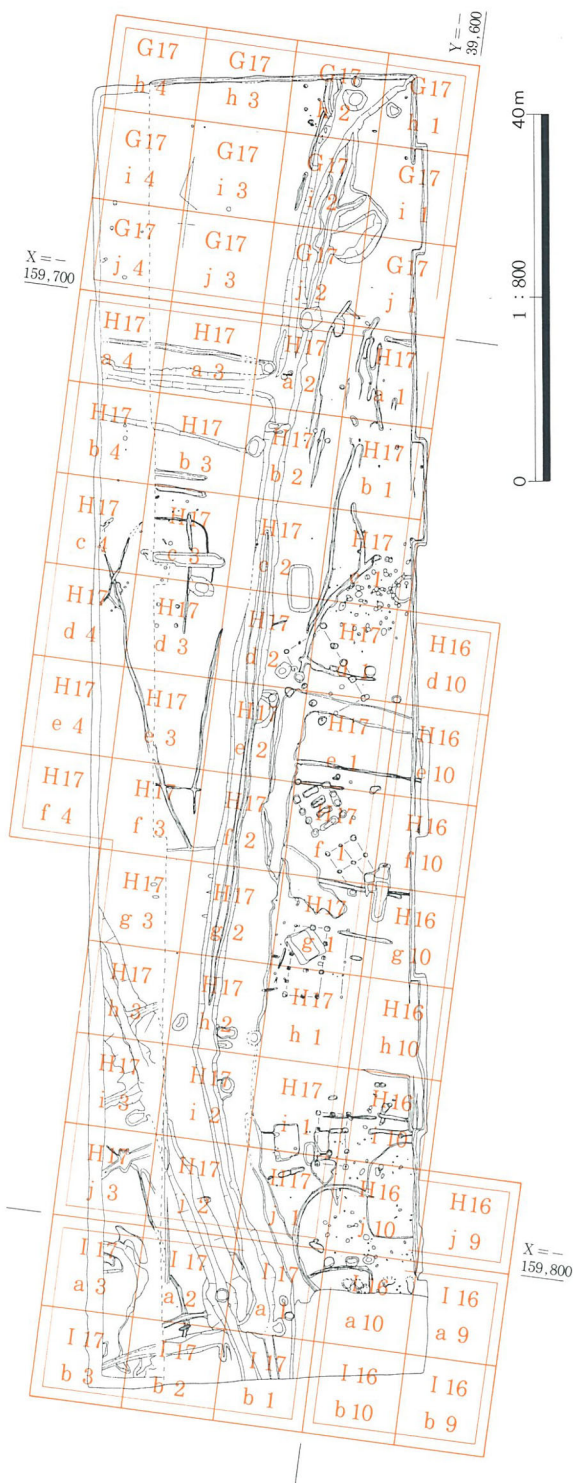 Y=-
39,600
G17
h 4
G17
h 3
G17
h 2
G17
h 1
40m
G17
i 4
G17
i 3
G17
i 2
G17
i 1
X=-
159,700
G17
j 4
G17
j 3
G17
j 2
G17
j 1
1:800
H17
a 4
H17
a 3
H17
a 2
H17
a 1
0
H17
b 4
H17
b 3
H17
b 2
H17
b 1
H17
c 4
H17
c 3
H17
c 2
H17
c 1
H17
d 4
H17
d 3
H17
d 2
H17
d 1
H16
d 10
H17
e 4
H17
e 3
H17
e 2
H17
e 1
H16
e 10
H17
f 4
H17
f 3
H17
f 2
H17
f 1
H16
f 10
H17
g 3
H17
g 2
H17
g 1
H16
g 10
H17
h 3
H17
h 2
H17
h 1
H16
h 10
H17
i 3
H17
i 2
H17
i 1
H16
i 10
H17
j 3
H17
j 2
H17
j 1
H16
j 10
H16
j 9
X=-
159,800
I 17
a 3
I 17
a 2
I 17
a 1
I 16
a 10
I 16
a 9
I 17
b 3
I 17
b 2
I 17
b 1
I 16
b 10
I 16
b 9